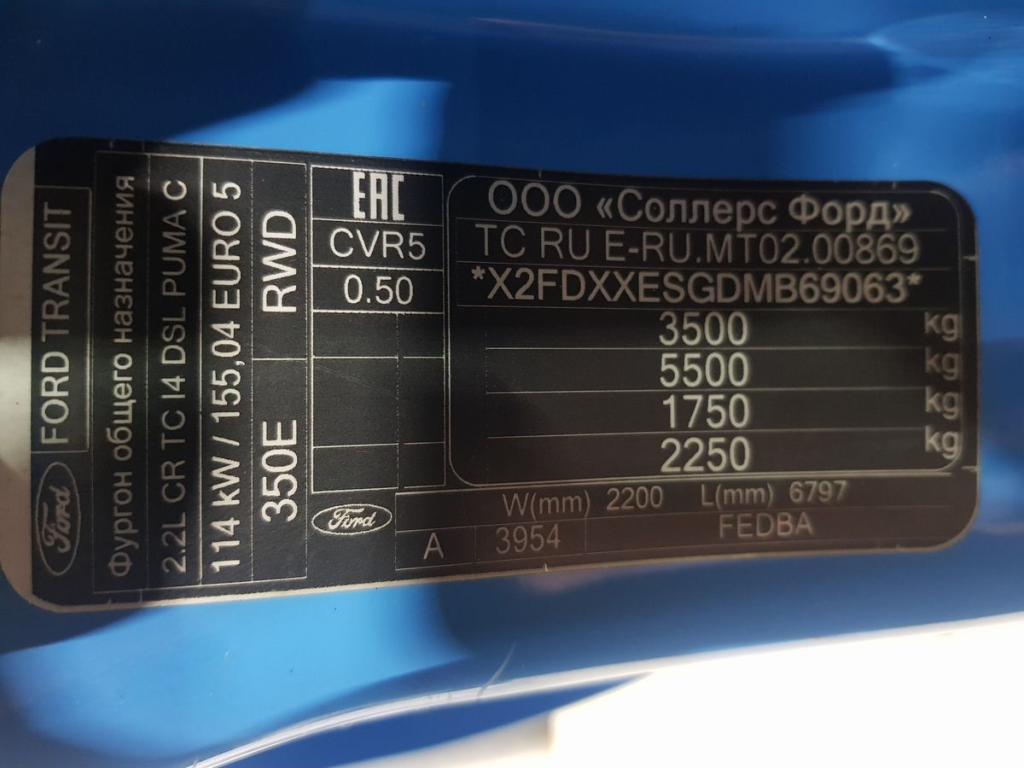 Ford
FORD TRANSIT
Фургон общего назначения
2.2L CR TC I4 DSL PUMA C
114 kW / 155,04 EURO 5
350E RWD
EAC
CVR5
0.50
ООО «Соллерс Форд»
TC RU E-RU.MT02.00869
*X2FDXXESGDMB69063*
3500 kg
5500 kg
1750 kg
2250 kg
Ford
W(mm) 2200 L(mm) 6797
A 3954 FEDBA